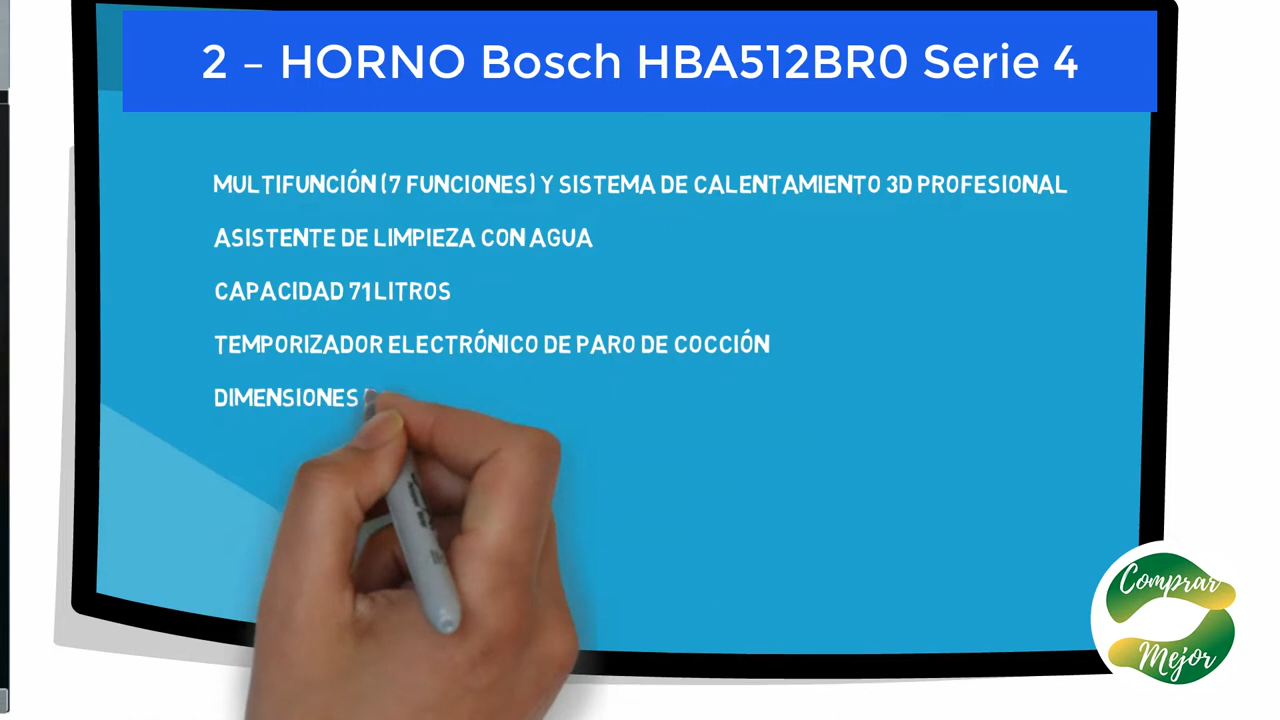 2 – HORNO Bosch HBA512BR0 Serie 4
MULTIFUNCIÓN (7 FUNCIONES) Y SISTEMA DE CALENTAMIENTO 3D PROFESIONAL
ASISTENTE DE LIMPIEZA CON AGUA
CAPACIDAD 71 LITROS
TEMPORIZADOR ELECTRÓNICO DE PARO DE COCCIÓN
DIMENSIONES
Comprar
Mejor